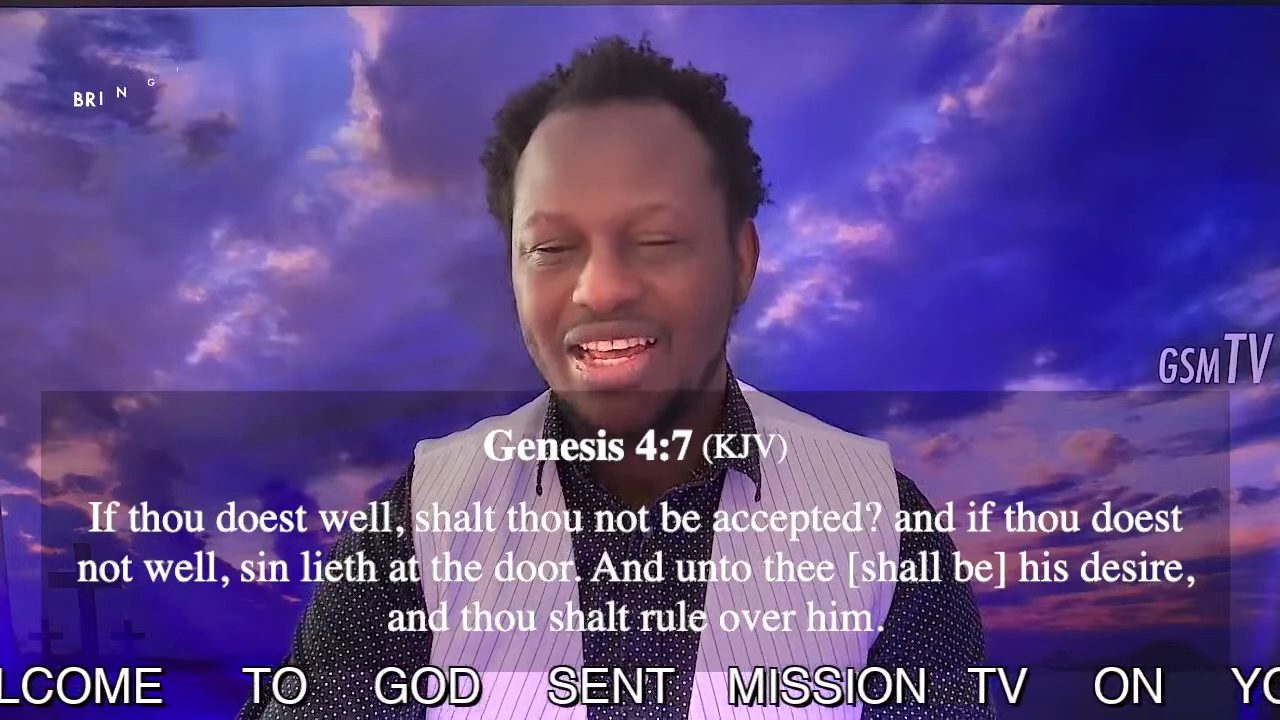 BRING
GSMTV
Genesis 4:7 (KJV)
If thou doest well, shalt thou not be accepted? and if thou doest
not well, sin lieth at the door. And unto thee [shall be] his desire,
and thou shalt rule over him.
LCOME TO GOD SENT MISSION TV ON YO